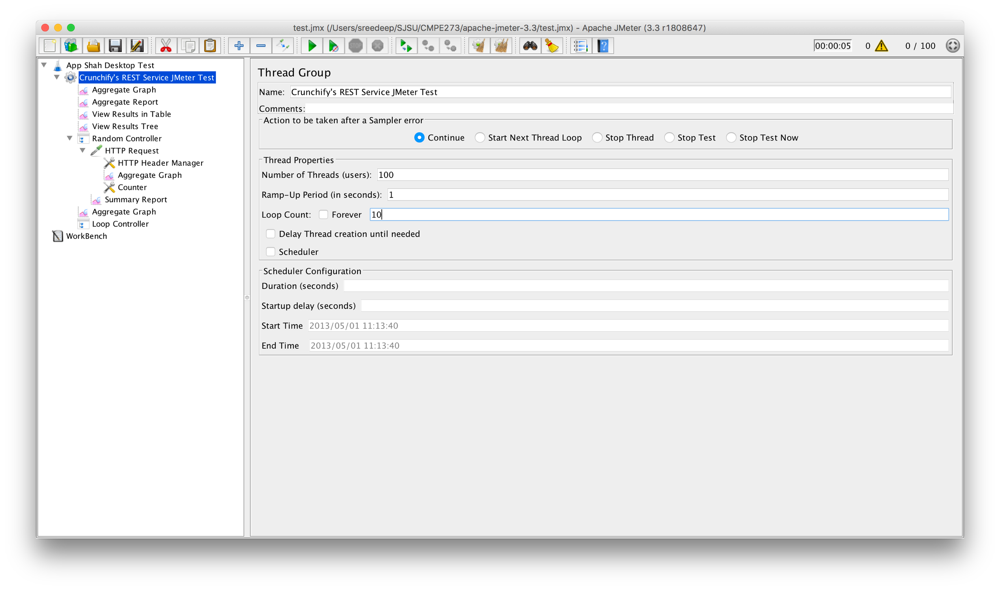 test.jmx (/Users/sreedeep/SJSU/CMPE273/apache-jmeter-3.3/test.jmx) - Apache JMeter (3.3 r1808647)
STOP
?
00:00:05 0 0 / 100
App Shah Desktop Test
Crunchify's REST Service JMeter Test
Aggregate Graph
Aggregate Report
View Results in Table
View Results Tree
Random Controller
HTTP Request
HTTP Header Manager
Aggregate Graph
Counter
Summary Report
Aggregate Graph
Loop Controller
WorkBench
Thread Group
Name: Crunchify's REST Service JMeter Test
Comments:
Action to be taken after a Sampler error
Continue Start Next Thread Loop Stop Thread Stop Test Stop Test Now
Thread Properties
Number of Threads (users): 100
Ramp-Up Period (in seconds): 1
Loop Count: Forever 10
Delay Thread creation until needed
Scheduler
Scheduler Configuration
Duration (seconds)
Startup delay (seconds)
Start Time 2013/05/01 11:13:40
End Time 2013/05/01 11:13:40